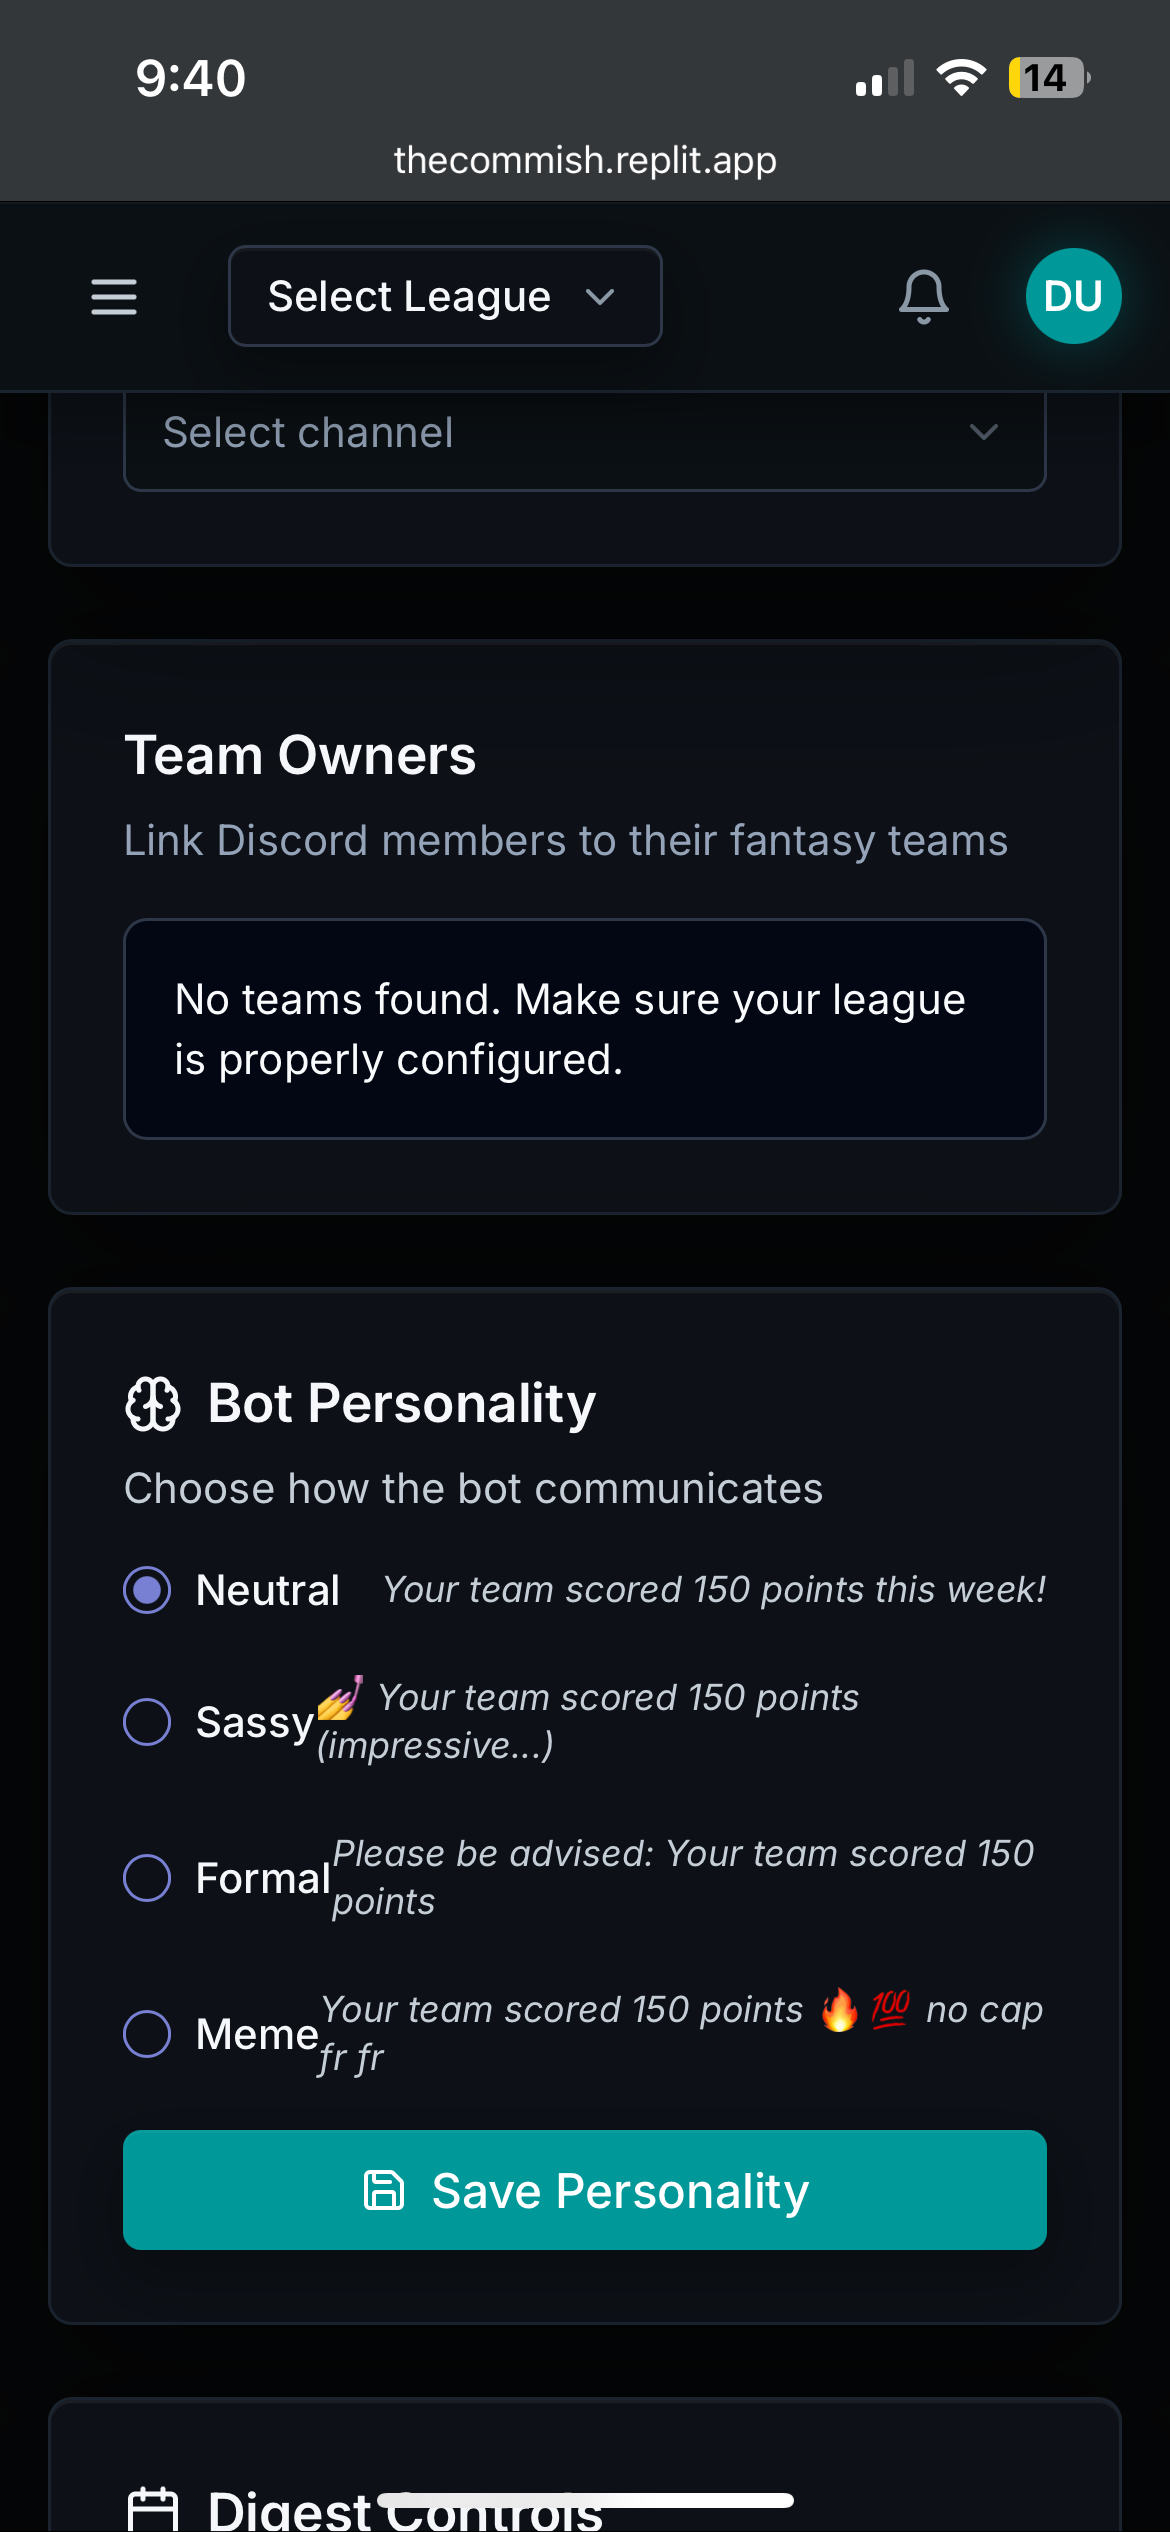 9:40
14
thecommish.replit.app
Select League
DU
Select channel
Team Owners
Link Discord members to their fantasy teams
No teams found. Make sure your league
is properly configured.
Bot Personality
Choose how the bot communicates
Neutral Your team scored 150 points this week!
Sassy 💅 Your team scored 150 points
(impressive...)
Formal Please be advised: Your team scored 150
points
Meme Your team scored 150 points 🔥💯 no cap
fr fr
Save Personality
Digest Controls